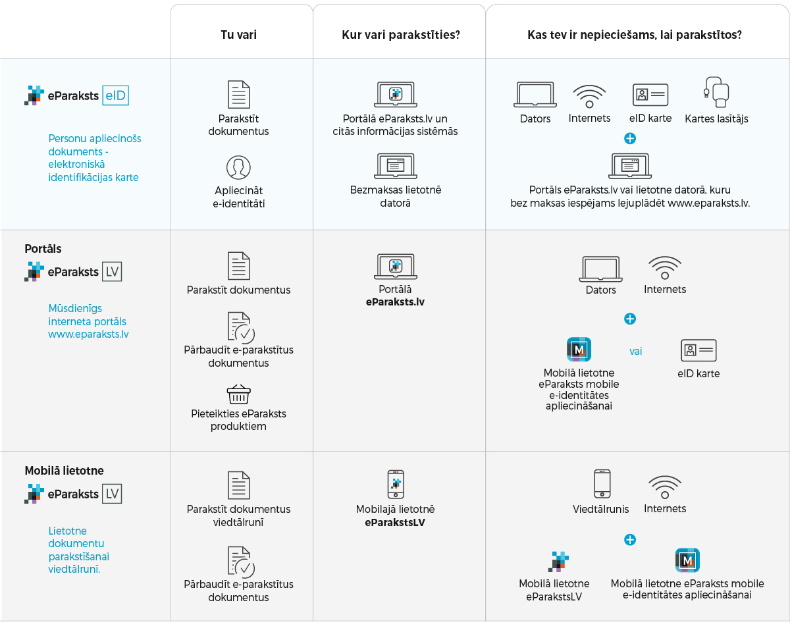 Tu vari
Kur vari parakstīties?
Kas tev ir nepieciešams, lai parakstītos?
eParaksts eID
Personu apliecinošs
dokuments -
elektroniskā
identifikācijas karte
Parakstīt
dokumentus
Apliecināt
e-identitāti
Portālā eParaksts.lv un
citās informācijas sistēmās
Bezmaksas lietotnē
datorā
Dators
Internets
eID karte
Kartes lasītājs
Portāls eParaksts.lv vai lietotne datorā, kuru
bez maksas iespējams lejuplādēt www.eparaksts.lv.
Portāls
eParaksts LV
Mūsdienīgs
interneta portāls
www.eparaksts.lv
Parakstīt dokumentus
Pārbaudīt e-parakstītus
dokumentus
Pieteikties eParaksts
produktiem
Portālā
eParaksts.lv
Dators
Internets
M
vai
Mobilā lietotne
eParaksts mobile
e-identitātes
apliecināšanai
eID karte
Mobilā lietotne
eParaksts LV
Lietotne
dokumentu
parakstīšanai
viedtālrunī.
Parakstīt dokumentus
viedtālrunī
Pārbaudīt e-parakstītus
dokumentus
Mobilajā lietotnē
eParakstsLV
Viedtālrunis
Internets
M
Mobilā lietotne
eParakstsLV
Mobilā lietotne eParaksts mobile
e-identitātes apliecināšanai